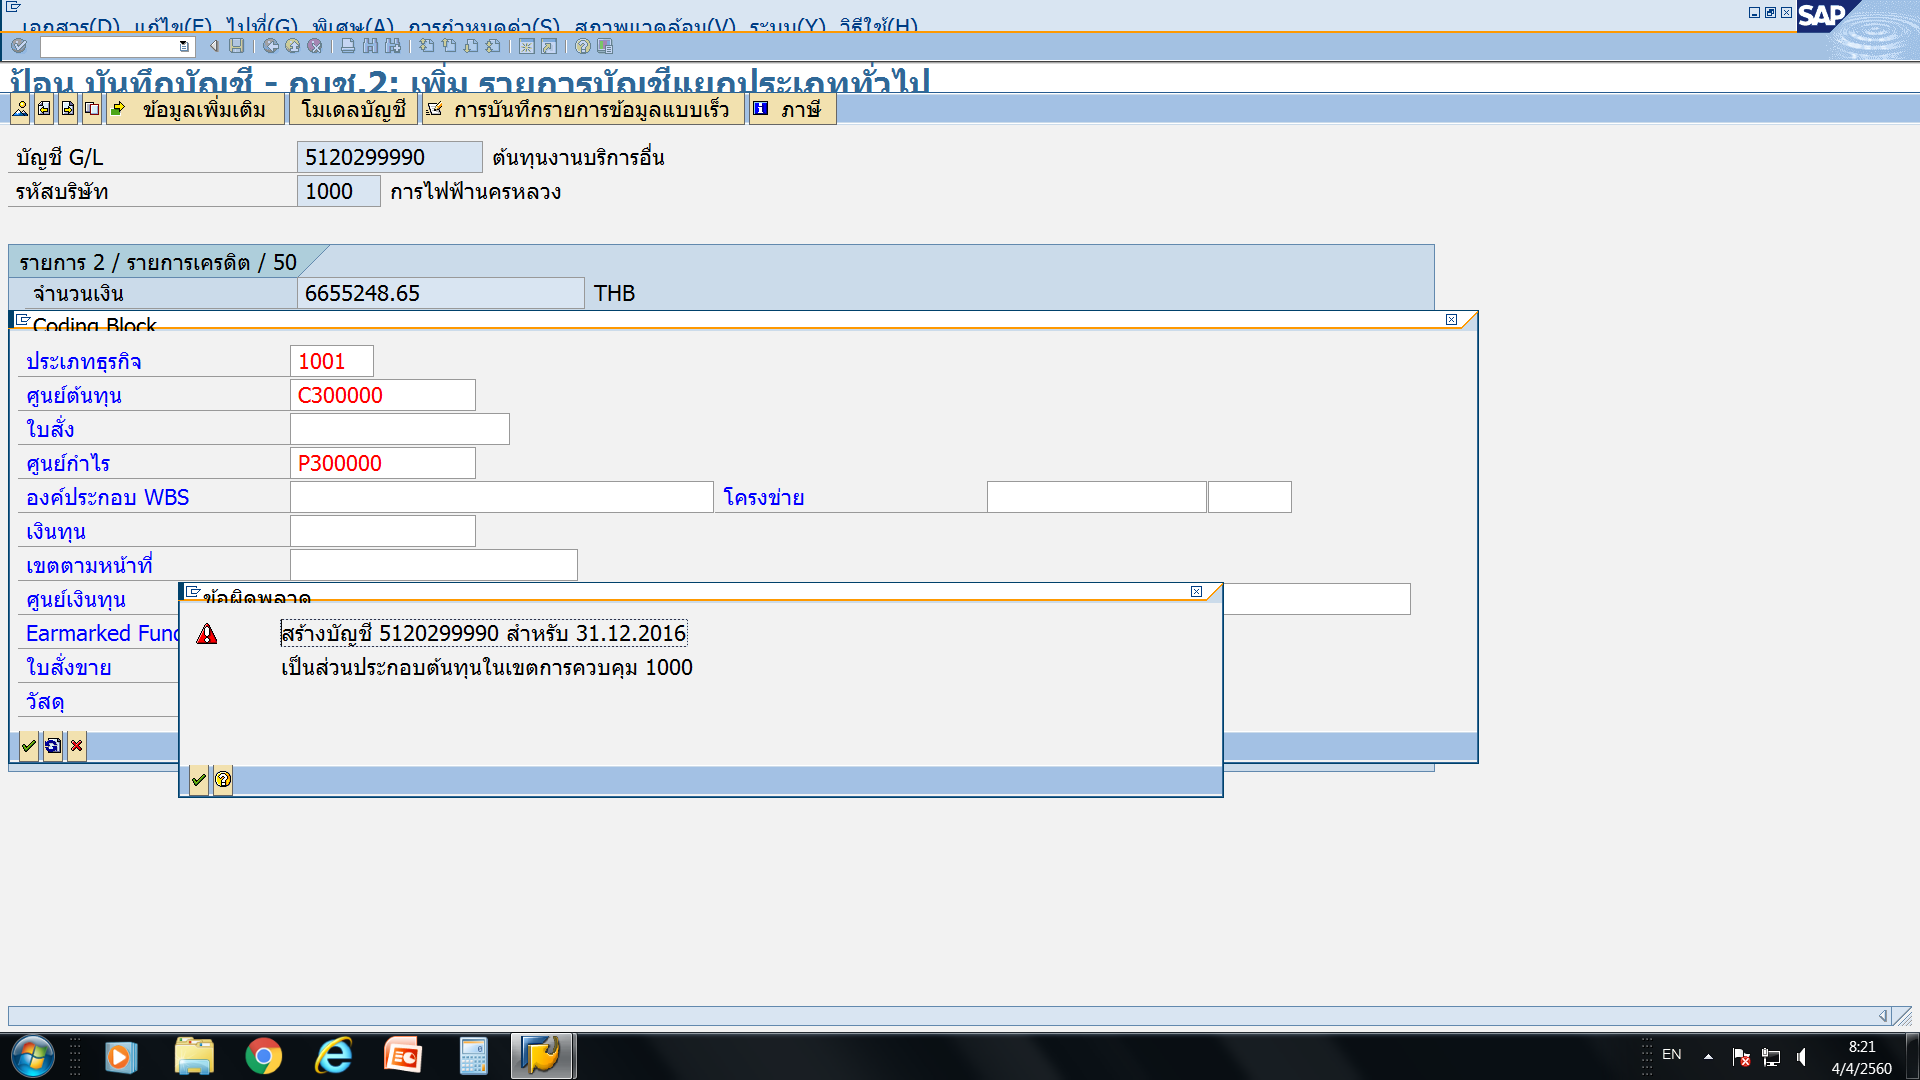 เอกสาร(D) แก้ไข(E) ไปที่(G) พิเศษ(A) การกำหนดค่า(S) สภาพแวดล้อม(V) ระบบ(Y) วิธีใช้(H)
SAP
ป้อน บันทึกบัญชี - กมช.2: เพิ่ม รายการบัญชีแยกประเภททั่วไป
ข้อมูลเพิ่มเติม โมเดลบัญชี การบันทึกรายการข้อมูลแบบเร็ว ภาษี
บัญชี G/L 5120299990 ต้นทุนงานบริการอื่น
รหัสบริษัท 1000 การไฟฟ้านครหลวง
รายการ 2 / รายการเครดิต / 50
จำนวนเงิน 6655248.65 THB
Coding Block
ประเภทธุรกิจ 1001
ศูนย์ต้นทุน C300000
ใบสั่ง
ศูนย์กำไร P300000
องค์ประกอบ WBS โครงข่าย
เงินทุน
เขตตามหน้าที่
ศูนย์เงินทุน
Earmarked Func
ใบสั่งขาย
วัสดุ
ข้อผิดพลาด
สร้างบัญชี 5120299990 สำหรับ 31.12.2016
เป็นส่วนประกอบต้นทุนในเขตการควบคุม 1000
EN
8:21
4/4/2560